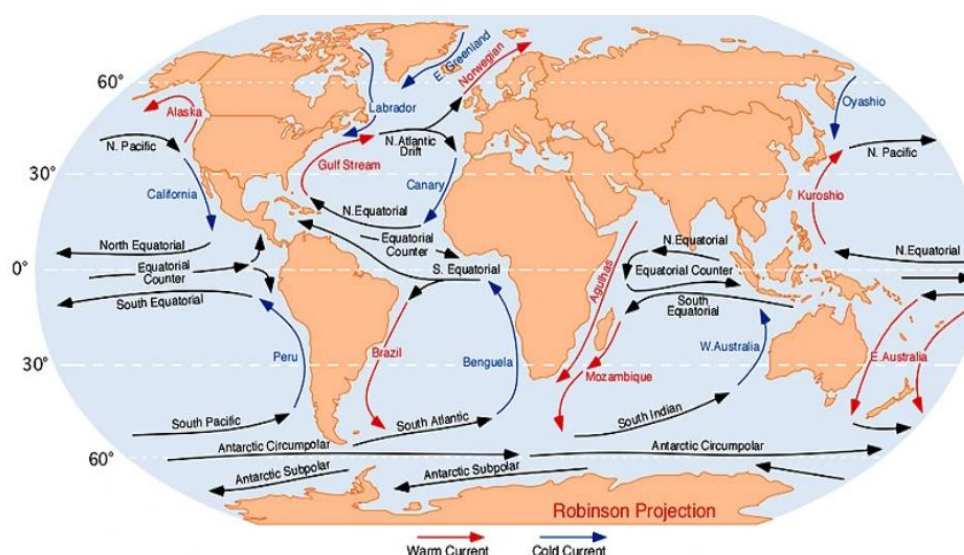 60°
E. Greenland
Norwegian
Alaska
Labrador
Oyashio
N. Pacific
N. Atlantic
Drift
N. Pacific
30°
Gulf Stream
California
Canary
Kuroshio
N. Equatorial
North Equatorial
Equatorial
Counter
N. Equatorial
N. Equatorial
0°
Equatorial
Counter
S. Equatorial
Equatorial Counter
South Equatorial
South
Equatorial
Agulhas
30°
Peru
Brazil
Benguela
Mozambique
W. Australia
E. Australia
South Pacific
South Atlantic
South Indian
60°
Antarctic Circumpolar
Antarctic Circumpolar
Antarctic Subpolar
Antarctic Subpolar
Robinson Projection
Warm Current
Cold Current